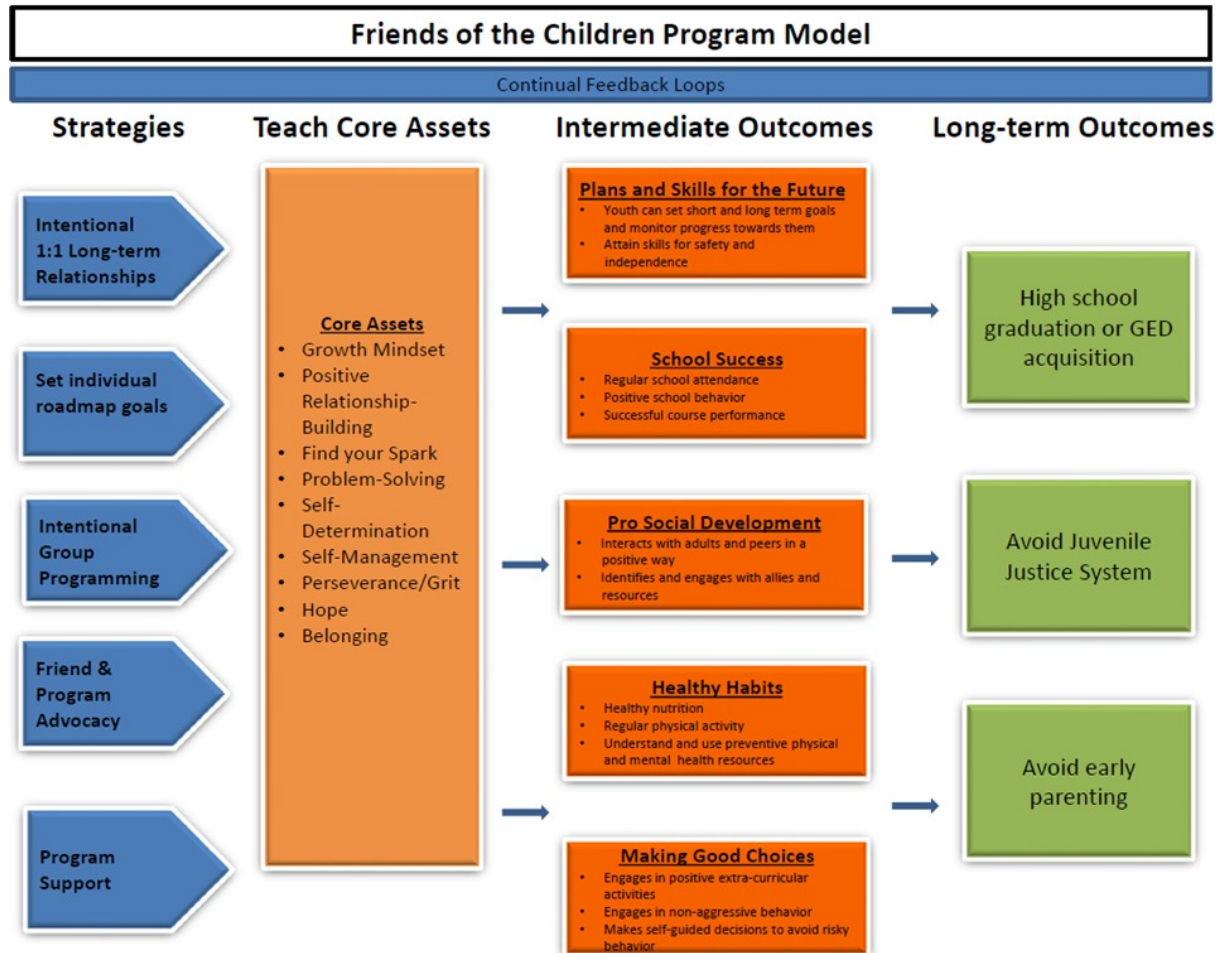 Friends of the Children Program Model
Continual Feedback Loops
Strategies
Intentional
1:1 Long-term
Relationships
Set individual
roadmap goals
Intentional
Group
Programming
Friend &
Program
Advocacy
Program
Support
Teach Core Assets
Core Assets
• Growth Mindset
• Positive
Relationship-
Building
• Find your Spark
• Problem-Solving
• Self-
Determination
• Self-Management
• Perseverance/Grit
• Hope
• Belonging
Intermediate Outcomes
Plans and Skills for the Future
• Youth can set short and long term goals
and monitor progress towards them
• Attain skills for safety and
independence
School Success
• Regular school attendance
• Positive school behavior
• Successful course performance
Pro Social Development
• Interacts with adults and peers in a
positive way
• Identifies and engages with allies and
resources
Healthy Habits
• Healthy nutrition
• Regular physical activity
• Understand and use preventive physical
and mental health resources
Making Good Choices
• Engages in positive extra-curricular
activities
• Engages in non-aggressive behavior
• Makes self-guided decisions to avoid risky
behavior
Long-term Outcomes
High school
graduation or GED
acquisition
Avoid Juvenile
Justice System
Avoid early
parenting